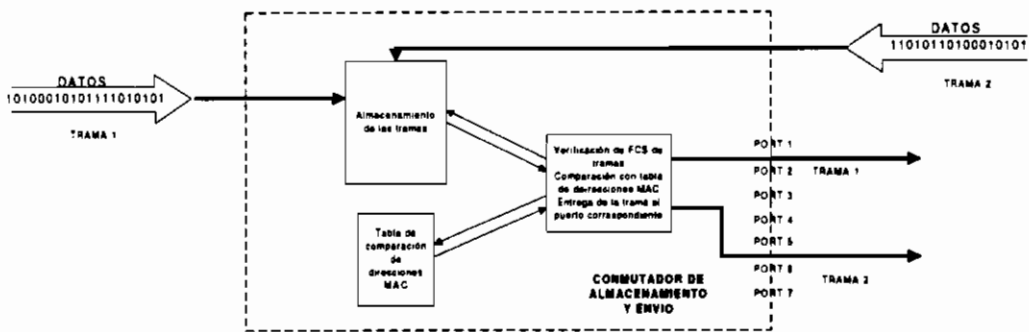 DATOS
10100010101111010101
TRAMA 1
DATOS
11010110100010101
TRAMA 2
Almacenamiento
de las tramas
Verificación de FCS de
tramas
Comparación con tabla
de direcciones MAC
Entrega de la trama al
puerto correspondiente
Tabla de
comparación
de
direcciones
MAC
CONMUTADOR DE
ALMACENAMIENTO
Y ENVIO
PORT 1
PORT 2
TRAMA 1
PORT 3
PORT 4
PORT 5
PORT 6
TRAMA 2
PORT 7